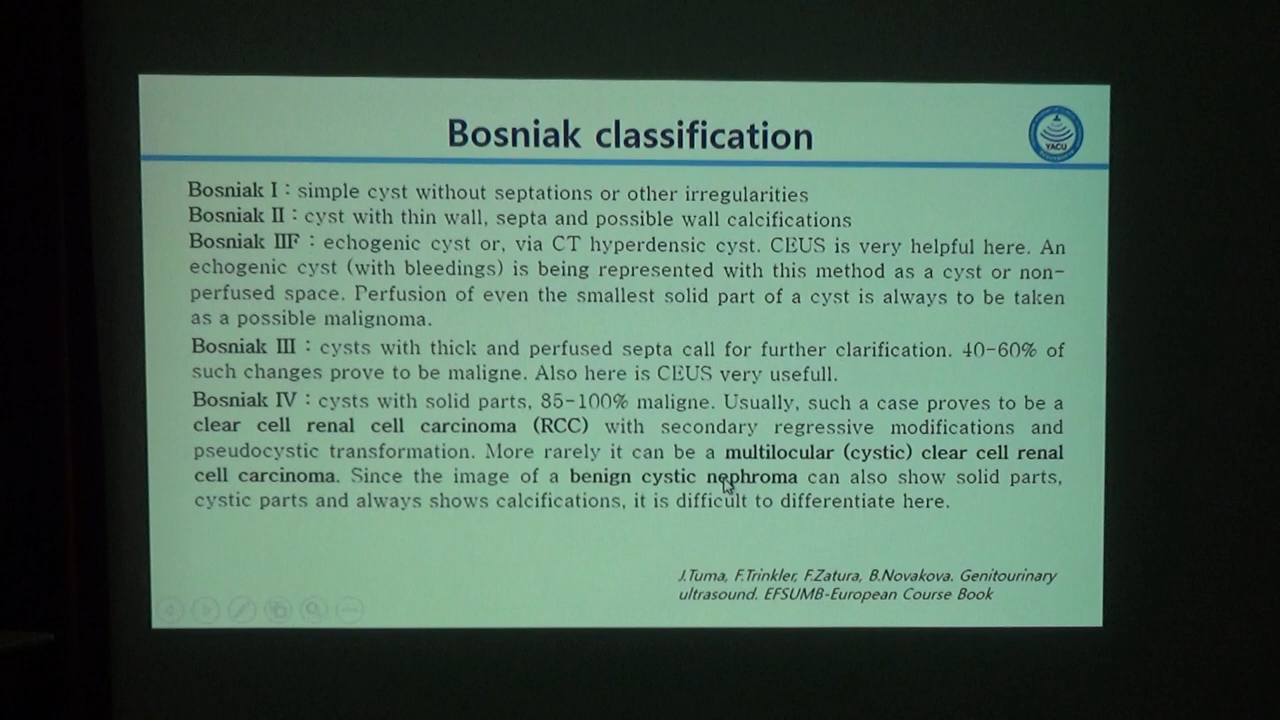 Bosniak classification
YACU
Bosniak I : simple cyst without septations or other irregularities
Bosniak II : cyst with thin wall, septa and possible wall calcifications
Bosniak IIF : echogenic cyst or, via CT hyperdensic cyst. CEUS is very helpful here. An
echogenic cyst (with bleedings) is being represented with this method as a cyst or non-
perfused space. Perfusion of even the smallest solid part of a cyst is always to be taken
as a possible malignoma.
Bosniak III : cysts with thick and perfused septa call for further clarification. 40-60% of
such changes prove to be maligne. Also here is CEUS very usefull.
Bosniak IV : cysts with solid parts, 85-100% maligne. Usually, such a case proves to be a
clear cell renal cell carcinoma (RCC) with secondary regressive modifications and
pseudocystic transformation. More rarely it can be a multilocular (cystic) clear cell renal
cell carcinoma. Since the image of a benign cystic nephroma can also show solid parts,
cystic parts and always shows calcifications, it is difficult to differentiate here.
J.Tuma, F.Trinkler, F.Zatura, B.Novakova. Genitourinary
ultrasound. EFSUMB-European Course Book